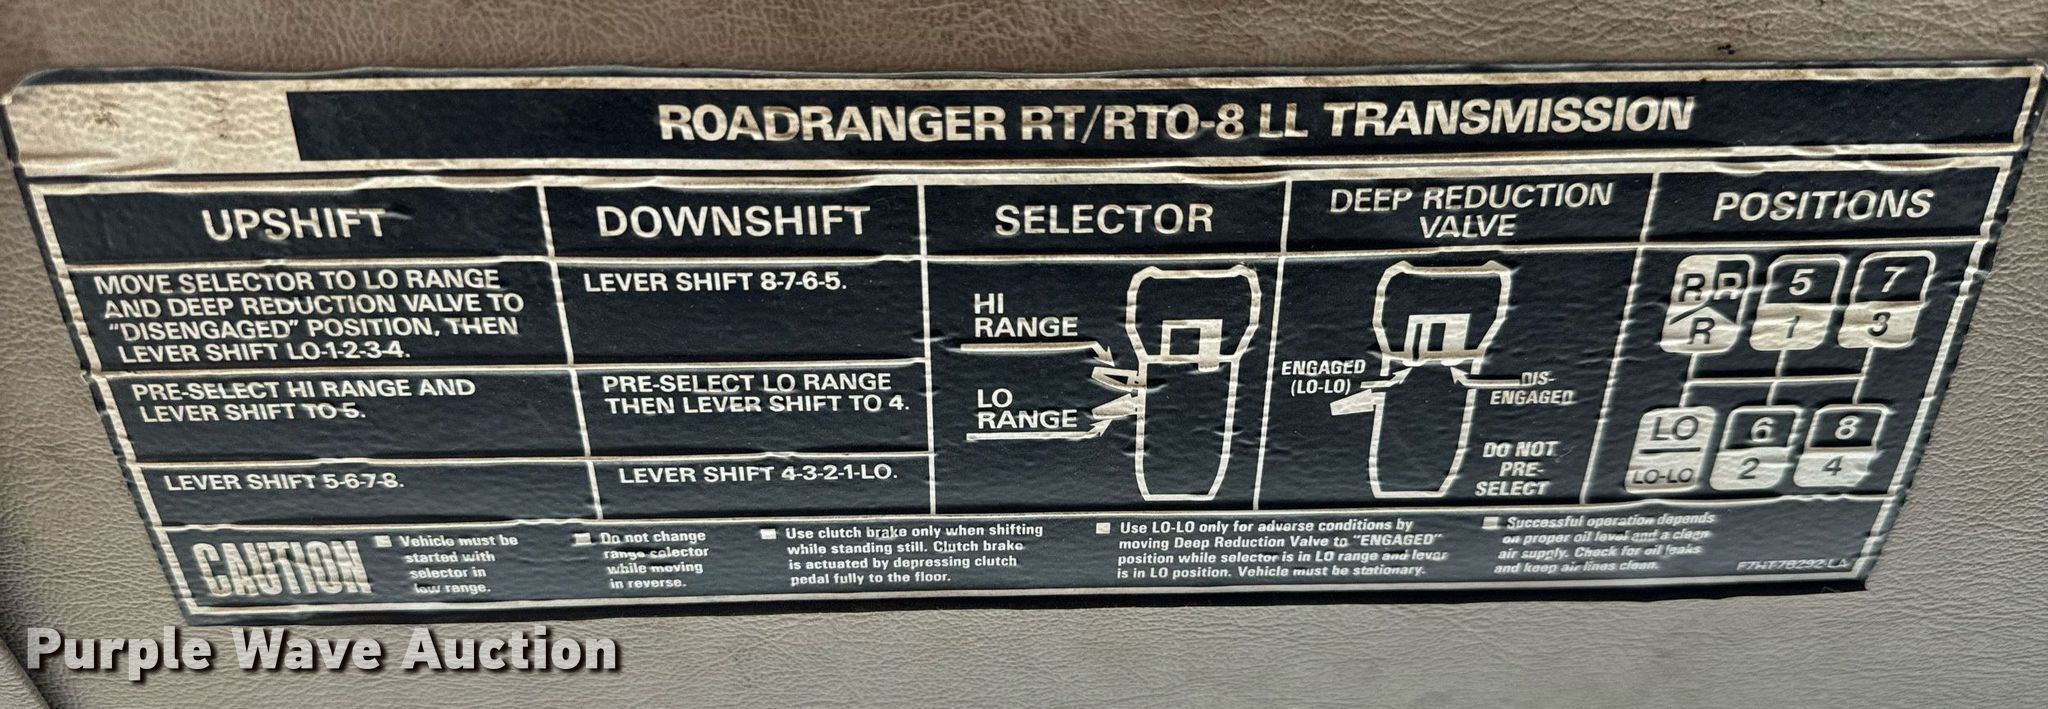 ROADRANGER RT/RTO-8 LL TRANSMISSION
UPSHIFT
MOVE SELECTOR TO LO RANGE
AND DEEP REDUCTION VALVE TO
"DISENGAGED" POSITION, THEN
LEVER SHIFT LO-1-2-3-4.
PRE-SELECT HI RANGE AND
LEVER SHIFT TO 5.
LEVER SHIFT 5-6-7-8.
DOWNSHIFT
LEVER SHIFT 8-7-6-5.
PRE-SELECT LO RANGE
THEN LEVER SHIFT TO 4.
LEVER SHIFT 4-3-2-1-LO.
SELECTOR
HI
RANGE
LO
RANGE
DEEP REDUCTION
VALVE
ENGAGED
(LO-LO)
DIS-
ENGAGED
DO NOT
PRE-
SELECT
POSITIONS
R R 5 7
R 1 3
LO 6 8
LO-LO 2 4
CAUTION
Vehicle must be
started with
selector in
low range.
Do not change
range selector
while moving
in reverse.
Use clutch brake only when shifting
while standing still. Clutch brake
is actuated by depressing clutch
pedal fully to the floor.
Use LO-LO only for adverse conditions by
moving Deep Reduction Valve to "ENGAGED"
position while selector is in LO range and lever
is in LO position. Vehicle must be stationary.
Successful operation depends
on proper oil level and a clean
air supply. Check for oil leaks
and keep air lines clean.
F7HT-7B292-LA
Purple Wave Auction